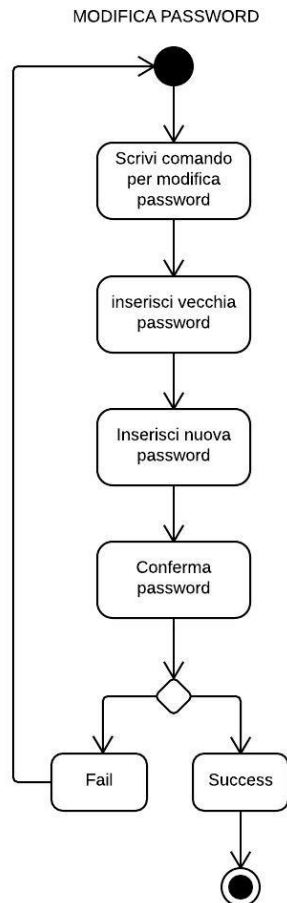 MODIFICA PASSWORD
Scrivi comando
per modifica
password
inserisci vecchia
password
Inserisci nuova
password
Conferma
password
Fail
Success